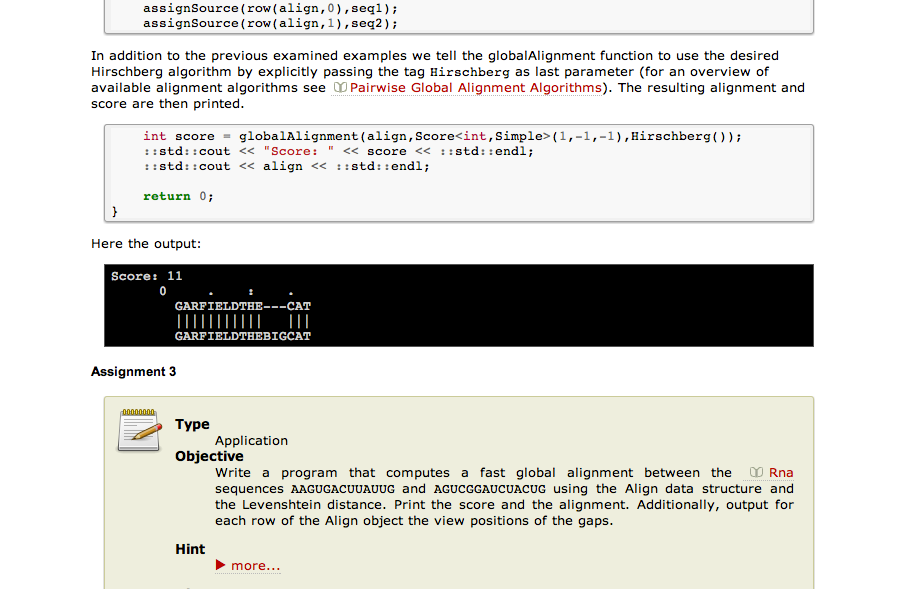 assignSource(row(align,0),seq1);
assignSource(row(align,1),seq2);
In addition to the previous examined examples we tell the globalAlignment function to use the desired
Hirschberg algorithm by explicitly passing the tag Hirschberg as last parameter (for an overview of
available alignment algorithms see Pairwise Global Alignment Algorithms). The resulting alignment and
score are then printed.
int score = globalAlignment(align,Score<int,Simple>(1,-1,-1),Hirschberg());
::std::cout << "Score: " << score << ::std::endl;
::std::cout << align << ::std::endl;
return 0;
}
Here the output:
Score: 11
0 . : .
GARFIELDTHE---CAT
||||||||||| |||
GARFIELDTHEBIGCAT
Assignment 3
Type
Application
Objective
Write a program that computes a fast global alignment between the Rna
sequences AAGUGACUUAUUG and AGUCGGAUCUACUG using the Align data structure and
the Levenshtein distance. Print the score and the alignment. Additionally, output for
each row of the Align object the view positions of the gaps.
Hint
more...